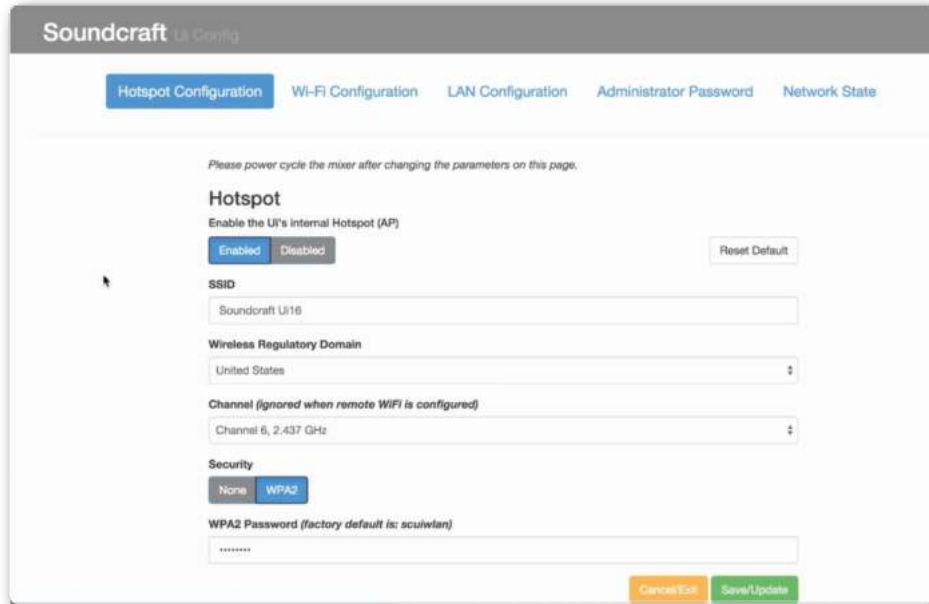 Soundcraft Ui Config
Hotspot Configuration Wi-Fi Configuration LAN Configuration Administrator Password Network State
Please power cycle the mixer after changing the parameters on this page.
Hotspot
Enable the Ui's internal Hotspot (AP)
Enabled Disabled Reset Default
SSID
Soundcraft Ui16
Wireless Regulatory Domain
United States
Channel (ignored when remote WiFi is configured)
Channel 6, 2.437 GHz
Security
None WPA2
WPA2 Password (factory default is: scuiwlan)
••••••••
Cancel/Exit Save/Update